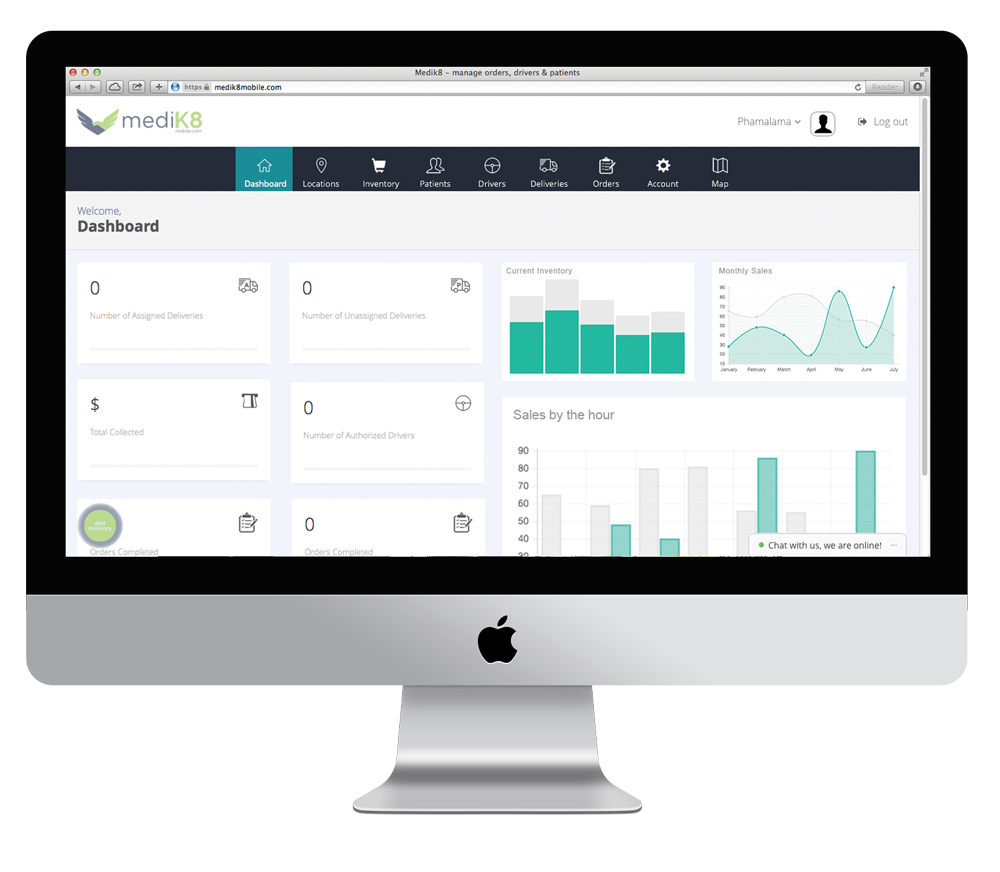 Medik8 – manage orders, drivers & patients
https medik8mobile.com
Reader
mediK8
mobile.com
Phamalama
Log out
Dashboard
Locations
Inventory
Patients
Drivers
Deliveries
Orders
Account
Map
Welcome,
Dashboard
0
A
Number of Assigned Deliveries
0
P
Number of Unassigned Deliveries
Current Inventory
Monthly Sales
90
80
70
60
50
40
30
20
10
January
February
March
April
May
June
July
$
Total Collected
0
Number of Authorized Drivers
Sales by the hour
90
80
70
60
50
40
30
Add
Delivery
Orders Completed
0
Orders Completed
Chat with us, we are online!